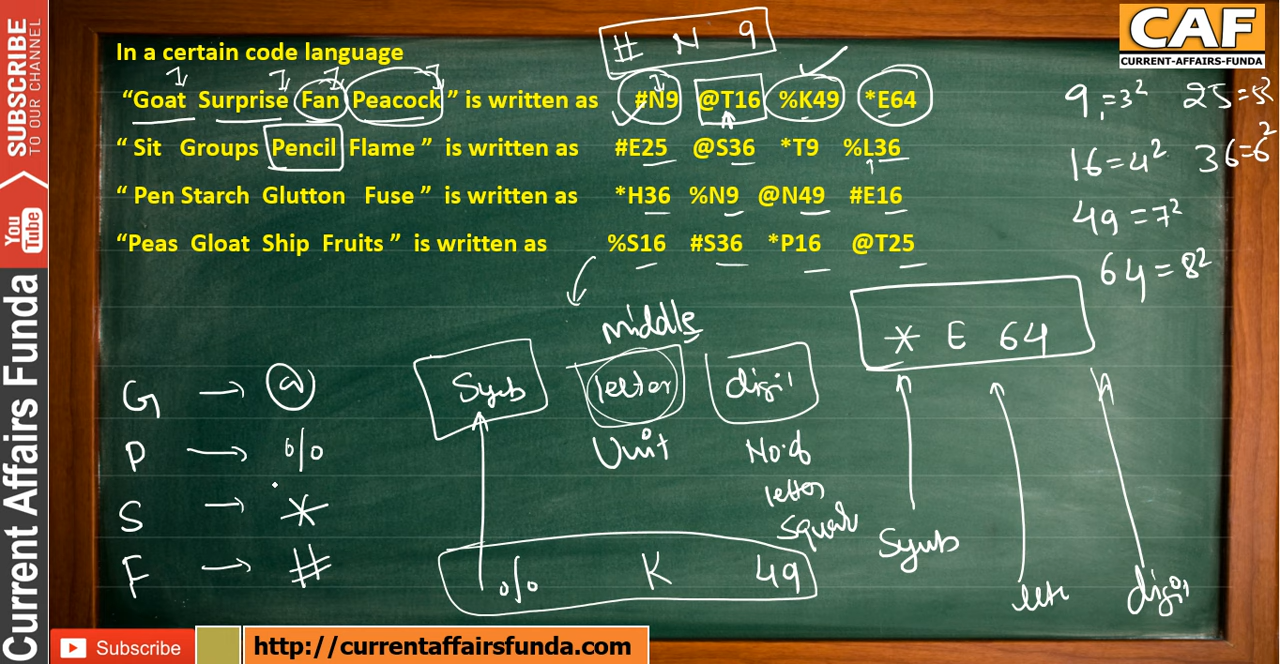 SUBSCRIBE
TO OUR CHANNEL
You
Tube
Current Affairs Funda
CAF
CURRENT-AFFAIRS-FUNDA
# N 9
In a certain code language
“Goat Surprise Fan Peacock ” is written as #N9 @T16 %K49 *E64
“ Sit Groups Pencil Flame ” is written as #E25 @S36 *T9 %L36
“ Pen Starch Glutton Fuse ” is written as *H36 %N9 @N49 #E16
“Peas Gloat Ship Fruits ” is written as %S16 #S36 *P16 @T25
9 = 3² 25 = 5²
16 = 4² 36 = 6²
49 = 7²
64 = 8²
middle
* E 64
Symb letter digit
Unit No. of
letter
square
G → @
P → %
S → *
F → #
% K 49
Symb digit
Subscribe
http://currentaffairsfunda.com